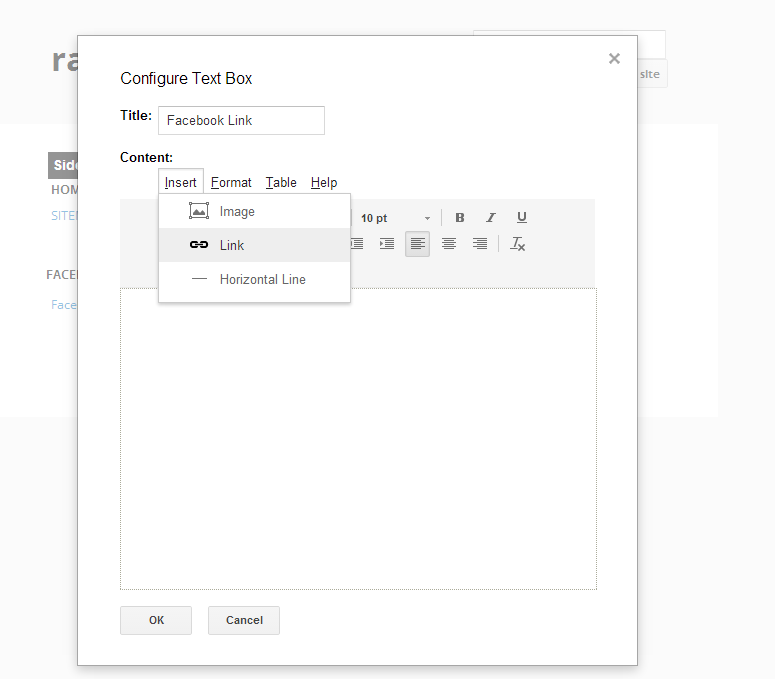 ra
Configure Text Box
Title: Facebook Link
site
Content:
Side
HOM
Insert Format Table Help
SITEM
Image
10 pt
B I U
Link
FACE
Horizontal Line
Face
OK Cancel